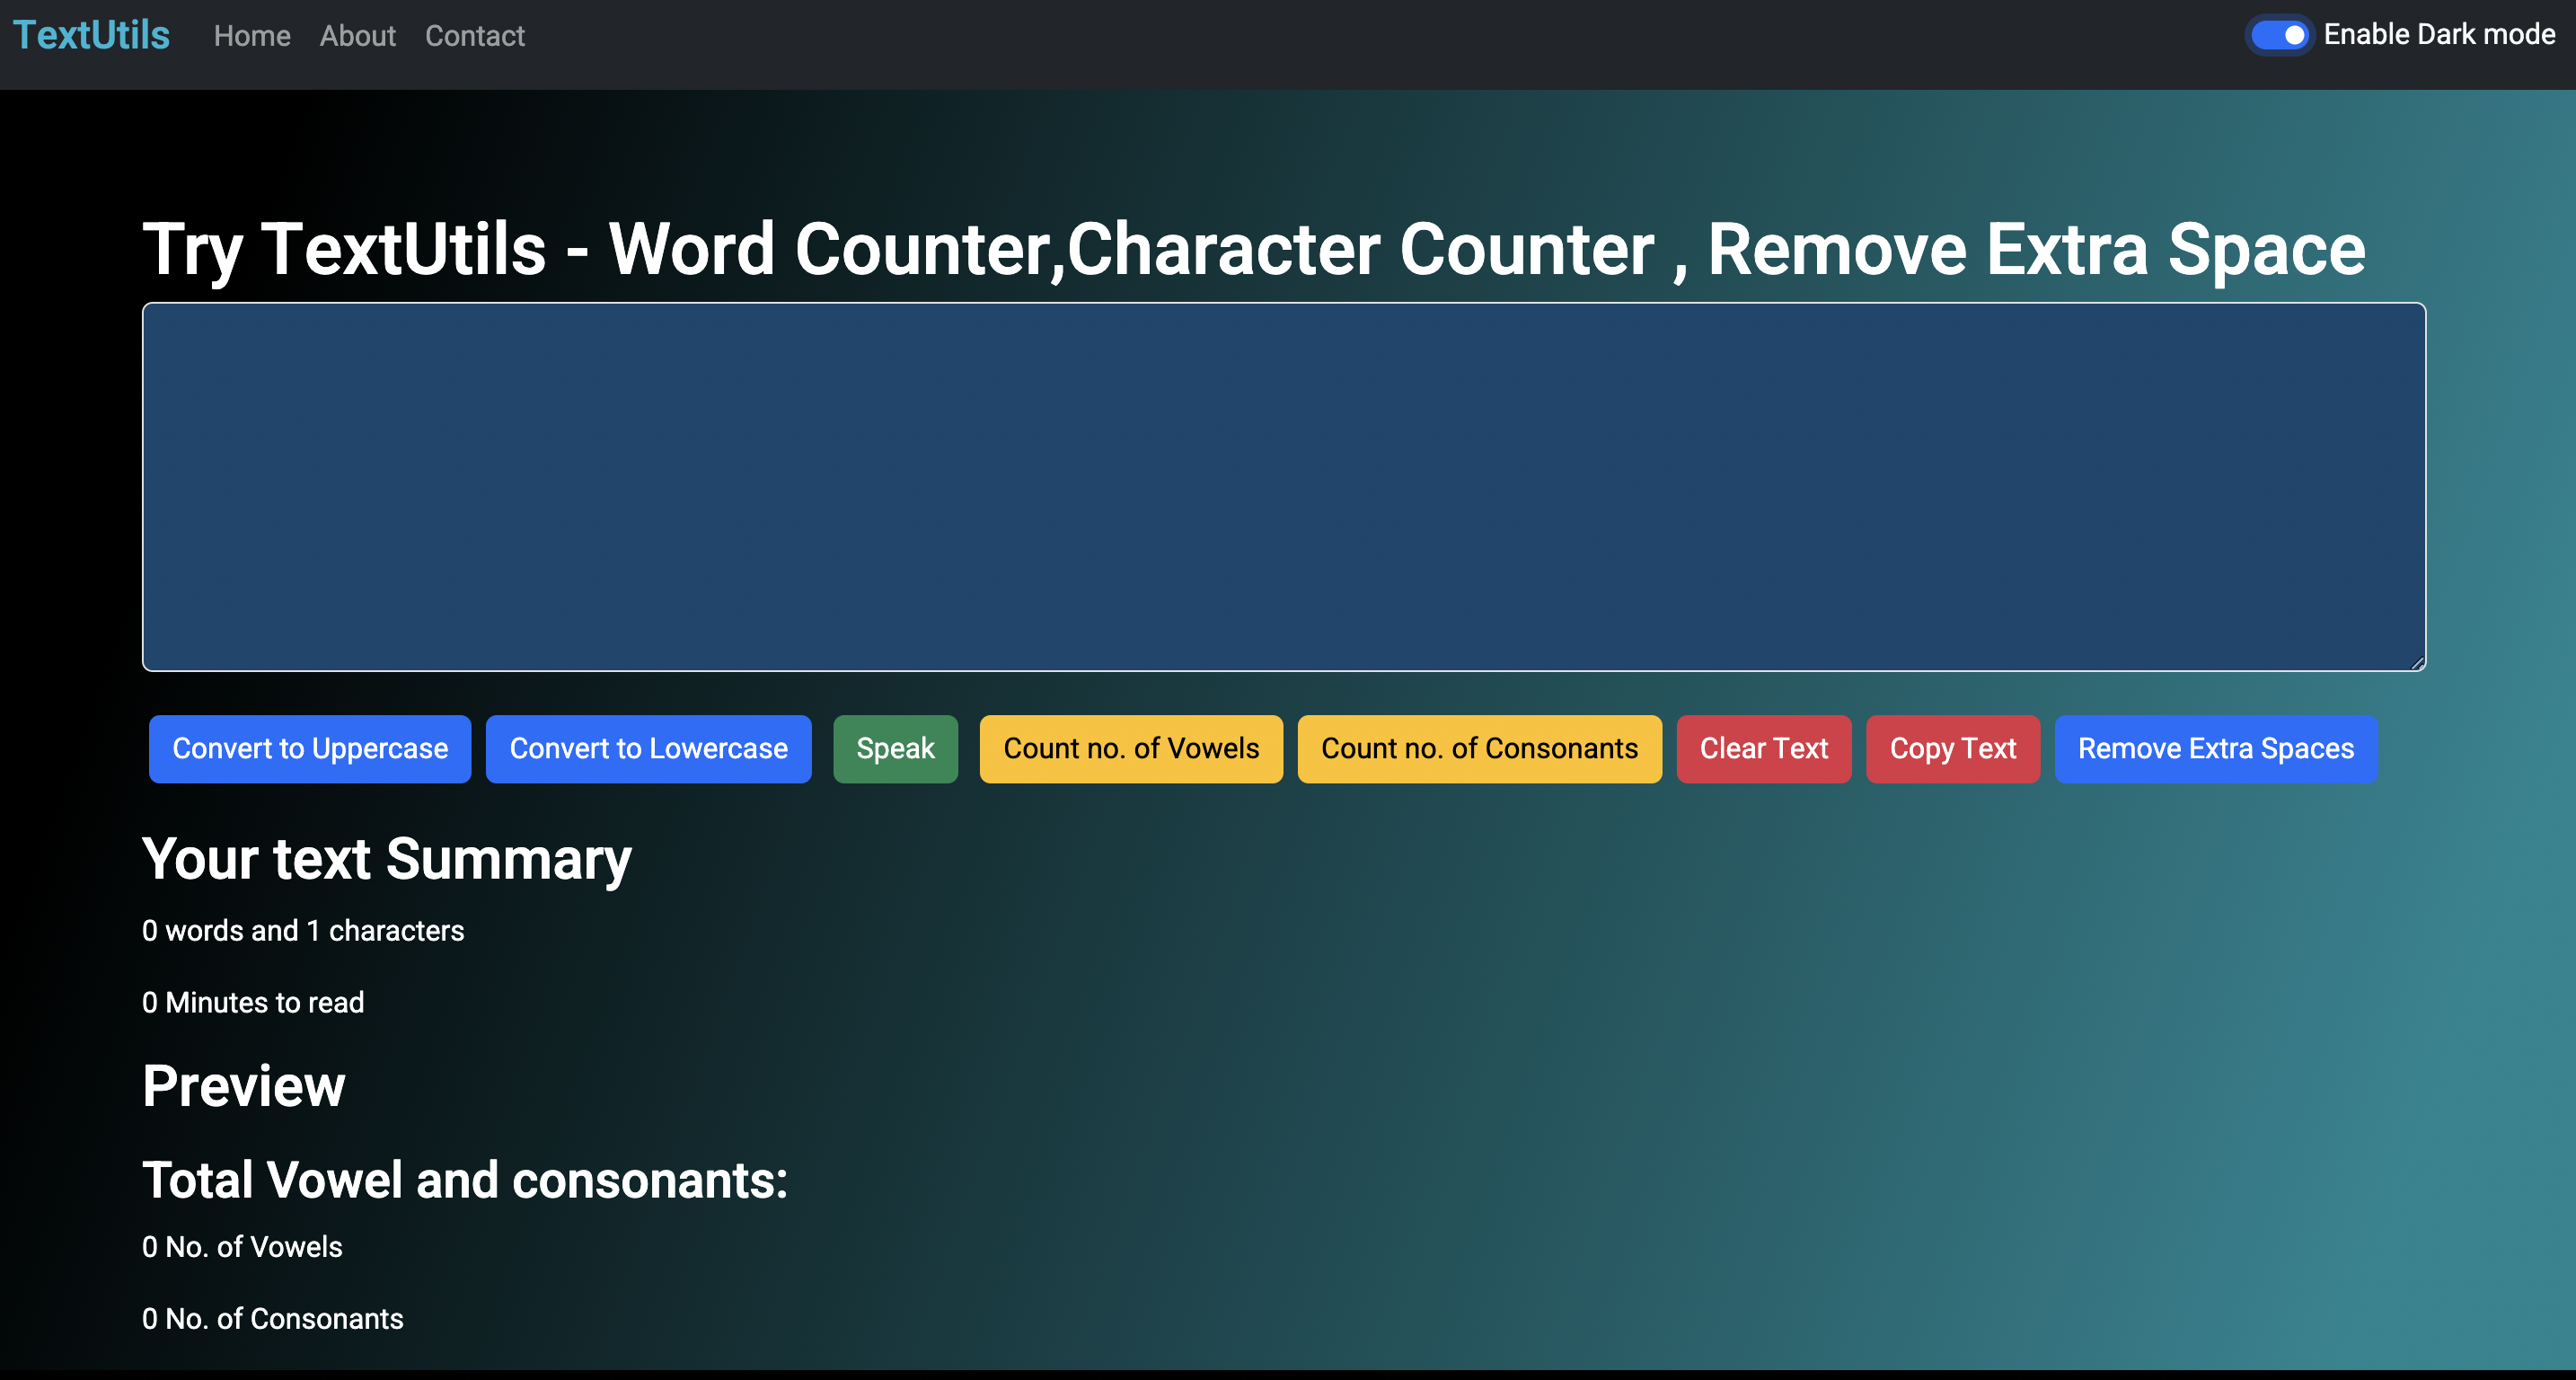 TextUtils Home About Contact Enable Dark mode
Try TextUtils - Word Counter,Character Counter , Remove Extra Space
Convert to Uppercase Convert to Lowercase Speak Count no. of Vowels Count no. of Consonants Clear Text Copy Text Remove Extra Spaces
Your text Summary
0 words and 1 characters
0 Minutes to read
Preview
Total Vowel and consonants:
0 No. of Vowels
0 No. of Consonants